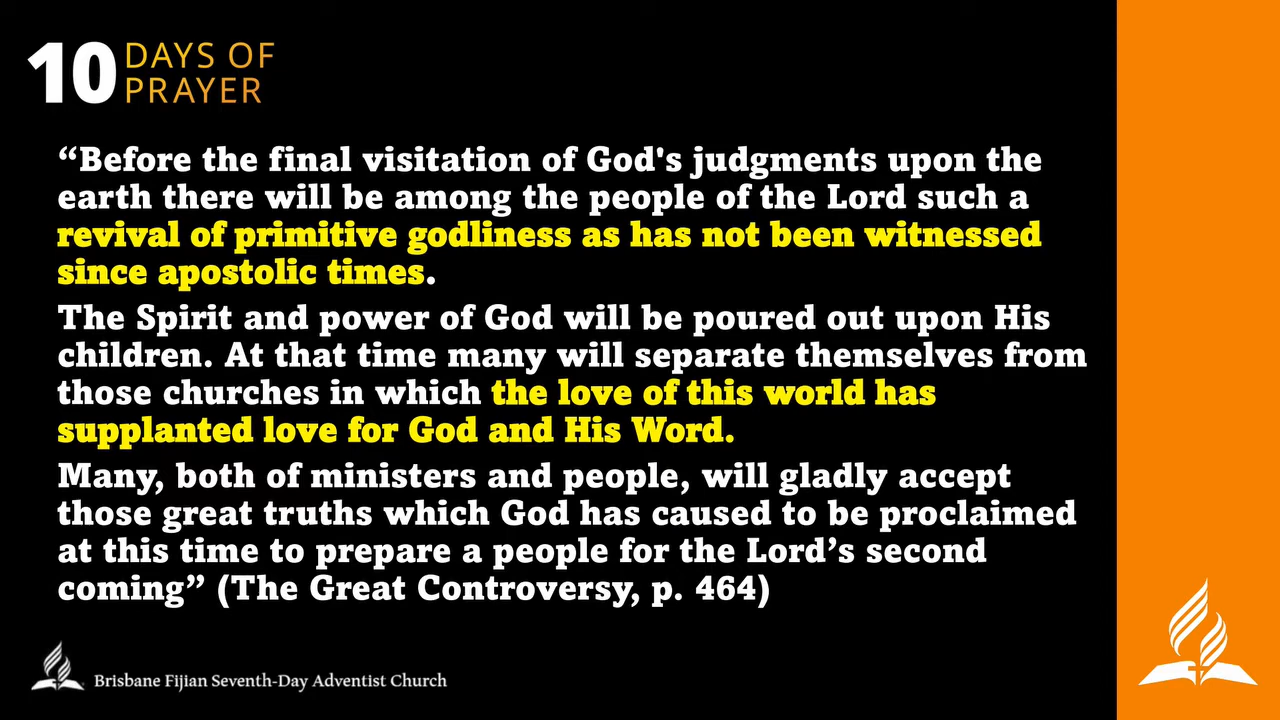 10 DAYS OF
PRAYER
“Before the final visitation of God's judgments upon the
earth there will be among the people of the Lord such a
revival of primitive godliness as has not been witnessed
since apostolic times.
The Spirit and power of God will be poured out upon His
children. At that time many will separate themselves from
those churches in which the love of this world has
supplanted love for God and His Word.
Many, both of ministers and people, will gladly accept
those great truths which God has caused to be proclaimed
at this time to prepare a people for the Lord’s second
coming” (The Great Controversy, p. 464)
Brisbane Fijian Seventh-Day Adventist Church